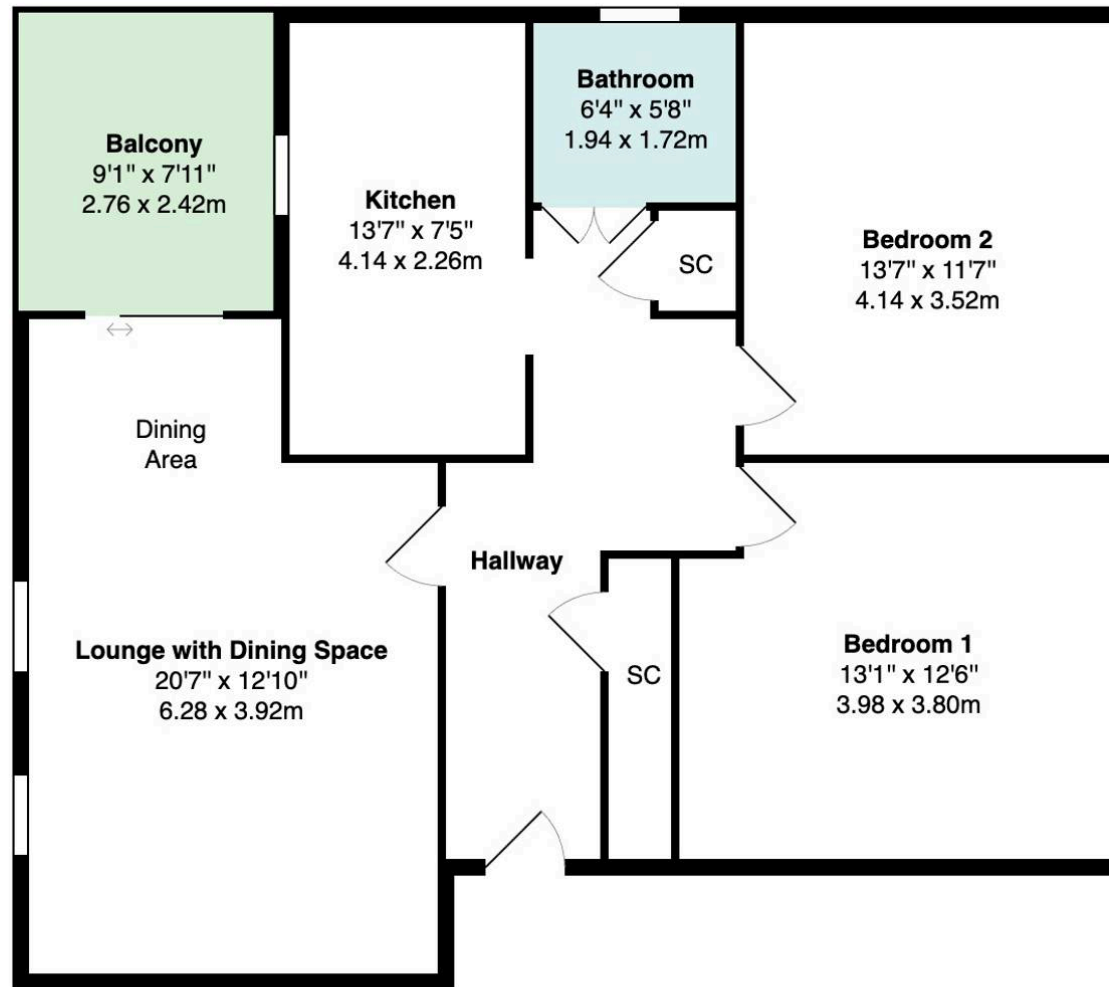 Balcony
9'1" x 7'11"
2.76 x 2.42m
Kitchen
13'7" x 7'5"
4.14 x 2.26m
Bathroom
6'4" x 5'8"
1.94 x 1.72m
SC
Bedroom 2
13'7" x 11'7"
4.14 x 3.52m
Dining
Area
Hallway
Lounge with Dining Space
20'7" x 12'10"
6.28 x 3.92m
SC
Bedroom 1
13'1" x 12'6"
3.98 x 3.80m